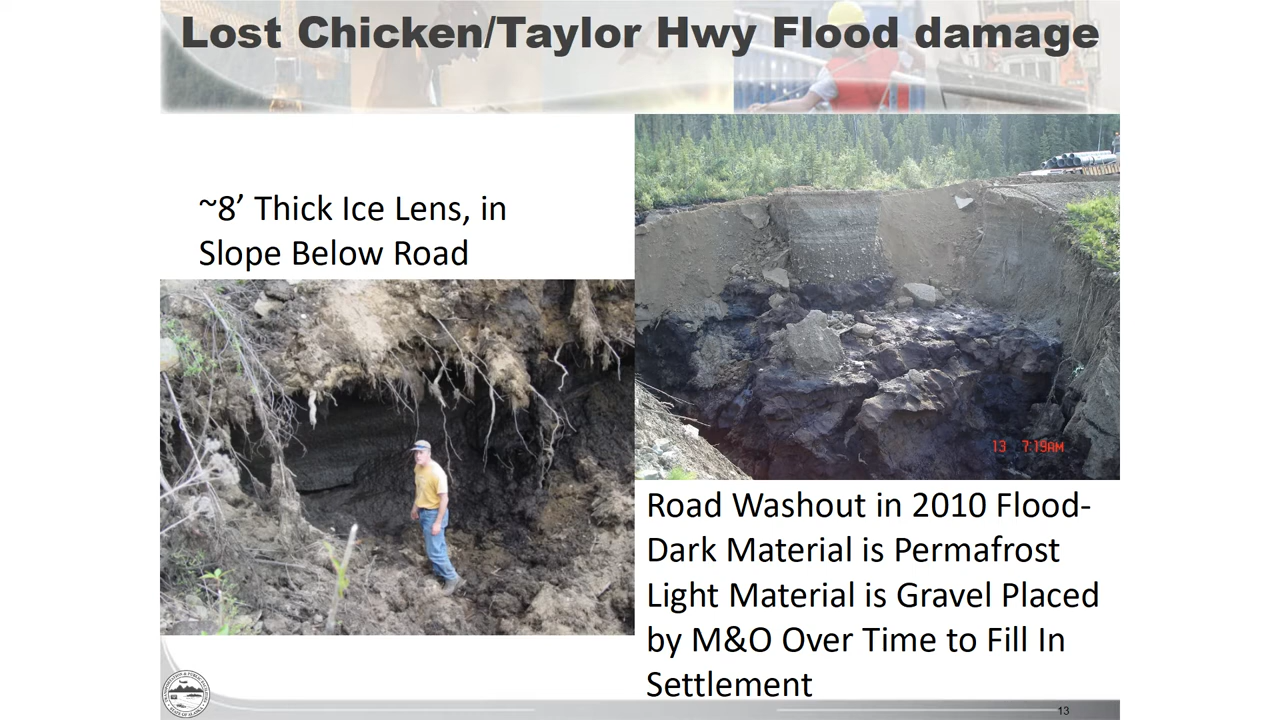 Lost Chicken/Taylor Hwy Flood damage
~8’ Thick Ice Lens, in
Slope Below Road
13 7:19AM
Road Washout in 2010 Flood-
Dark Material is Permafrost
Light Material is Gravel Placed
by M&O Over Time to Fill In
Settlement
13